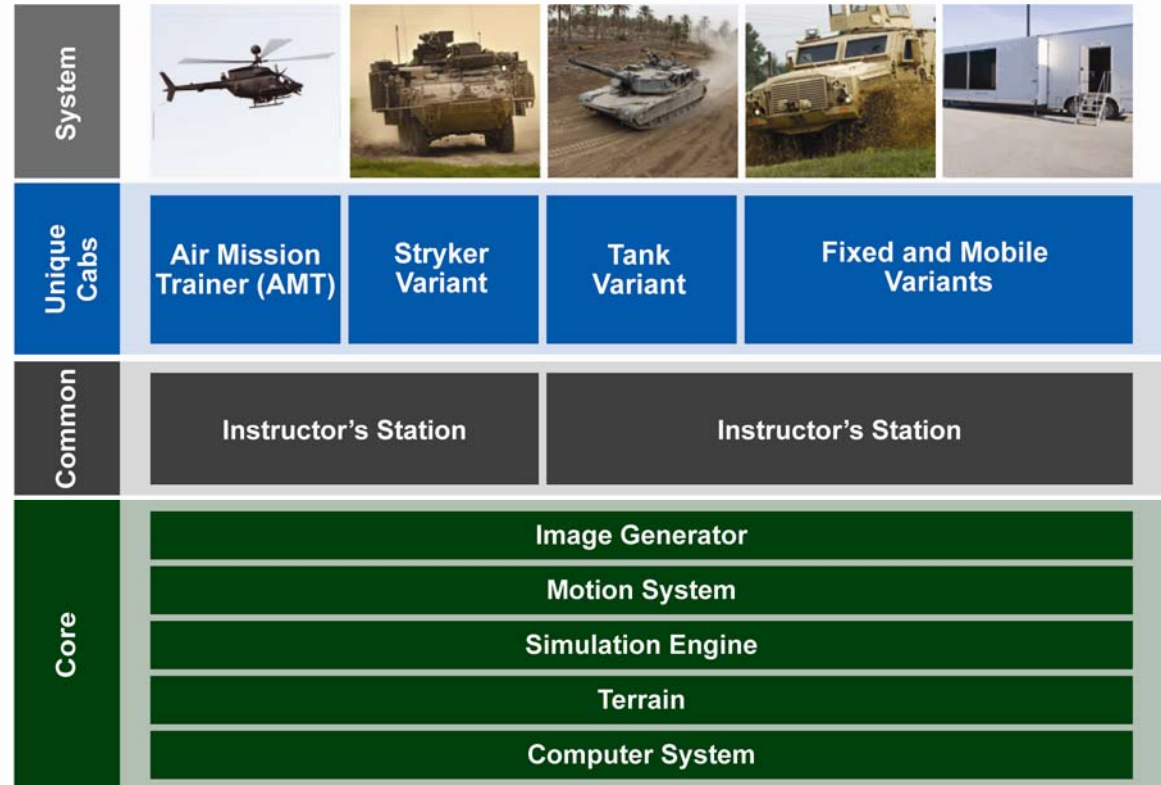 System
Unique
Cabs
Air Mission
Trainer (AMT)
Stryker
Variant
Tank
Variant
Fixed and Mobile
Variants
Common
Instructor’s Station
Instructor’s Station
Core
Image Generator
Motion System
Simulation Engine
Terrain
Computer System